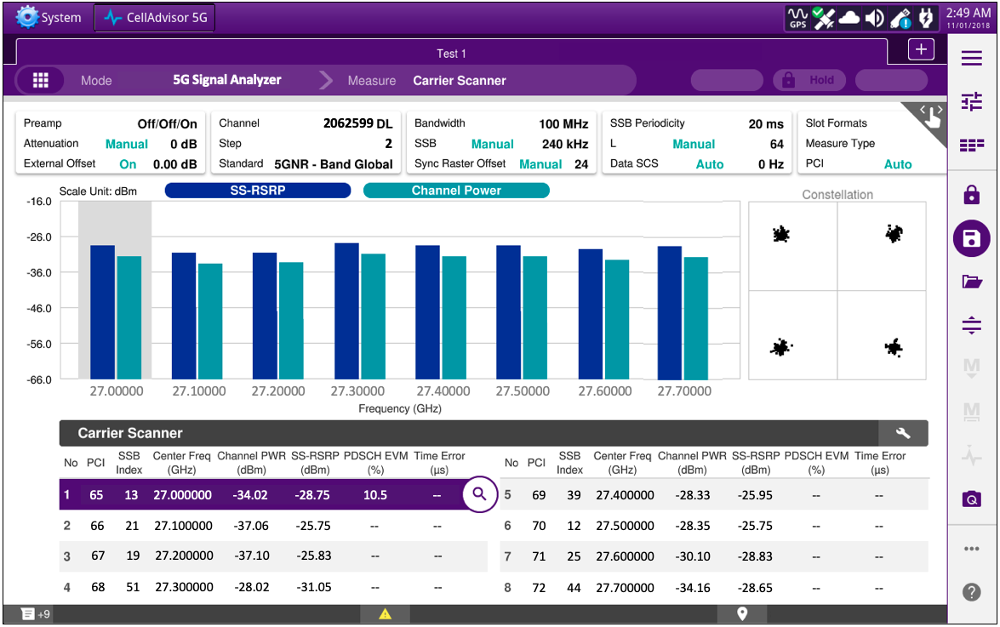 System CellAdvisor 5G GPS 2:49 AM
11/01/2018
Test 1 +
Mode 5G Signal Analyzer Measure Carrier Scanner Hold
Preamp Off/Off/On
Attenuation Manual 0 dB
External Offset On 0.00 dB
Channel 2062599 DL
Step 2
Standard 5GNR - Band Global
Bandwidth 100 MHz
SSB Manual 240 kHz
Sync Raster Offset Manual 24
SSB Periodicity 20 ms
L Manual 64
Data SCS Auto 0 Hz
Slot Formats
Measure Type
PCI Auto
Scale Unit: dBm SS-RSRP Channel Power
Constellation
-16.0
-26.0
-36.0
-46.0
-56.0
-66.0
27.00000 27.10000 27.20000 27.30000 27.40000 27.50000 27.60000 27.70000
Frequency (GHz)
M
M
Carrier Scanner
No PCI SSB Index Center Freq (GHz) Channel PWR (dBm) SS-RSRP (dBm) PDSCH EVM (%) Time Error (µs)
1 65 13 27.000000 -34.02 -28.75 10.5 --
2 66 21 27.100000 -37.06 -25.75 -- --
3 67 19 27.200000 -37.10 -25.83 -- --
4 68 51 27.300000 -28.02 -31.05 -- --
No PCI SSB Index Center Freq (GHz) Channel PWR (dBm) SS-RSRP (dBm) PDSCH EVM (%) Time Error (µs)
5 69 39 27.400000 -28.33 -25.95 -- --
6 70 12 27.500000 -28.35 -25.75 -- --
7 71 25 27.600000 -30.10 -28.83 -- --
8 72 44 27.700000 -34.16 -28.65 -- --
+9